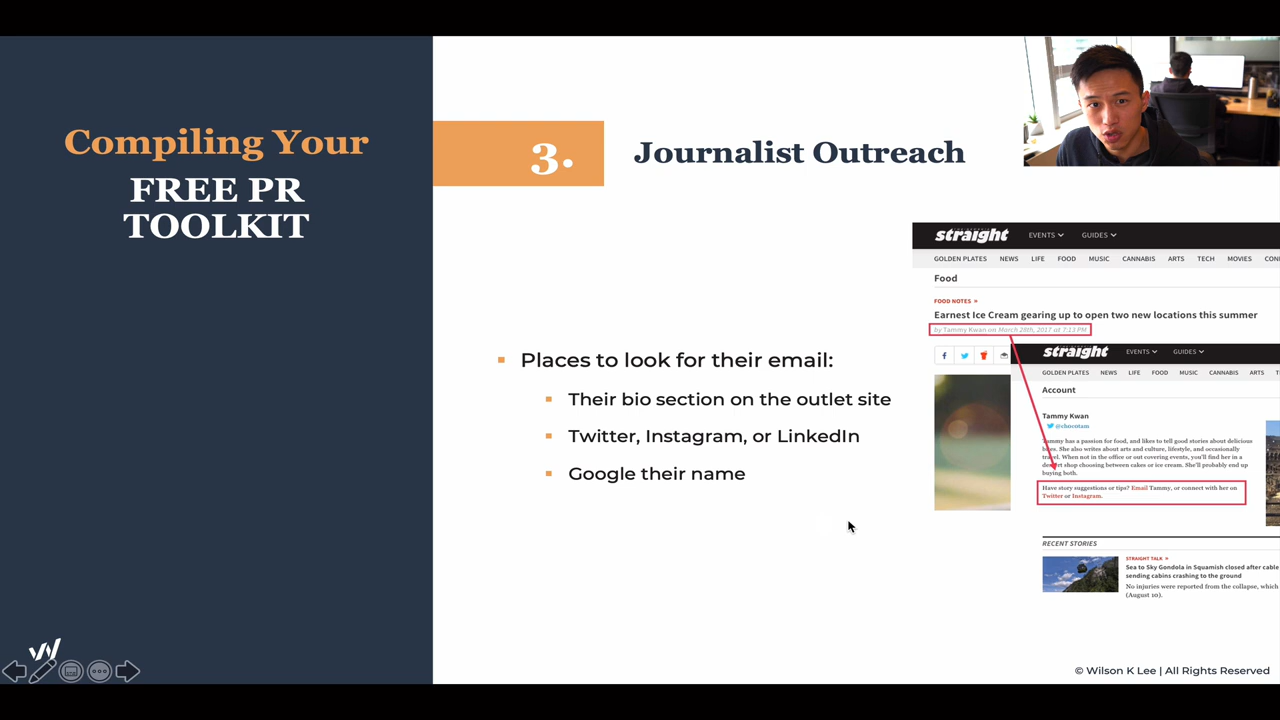 Compiling Your
FREE PR
TOOLKIT
3.
Journalist Outreach
Places to look for their email:
Their bio section on the outlet site
Twitter, Instagram, or LinkedIn
Google their name
straight
EVENTS
GUIDES
GOLDEN PLATES NEWS LIFE FOOD MUSIC CANNABIS ARTS TECH MOVIES
Food
FOOD NOTES »
Earnest Ice Cream gearing up to open two new locations this summer
by Tammy Kwan on March 28th, 2017 at 7:13 PM
straight
EVENTS
GUIDES
GOLDEN PLATES NEWS LIFE FOOD MUSIC CANNABIS ARTS
Account
Tammy Kwan
Tammy has a passion for food, and likes to tell good stories about delicious
bites. She also writes about arts and culture, lifestyle, and occasionally
travel. When not in the office or out covering events, you'll find her in a
dessert shop choosing between cakes or ice cream. She'll probably end up
buying both.
Have story suggestions or tips? Email Tammy, or connect with her on
Twitter or Instagram.
RECENT STORIES
STRAIGHT TALK »
Sea to Sky Gondola in Squamish closed after cable
sending cabins crashing to the ground
No injuries were reported from the collapse, which
(August 10).
© Wilson K Lee | All Rights Reserved